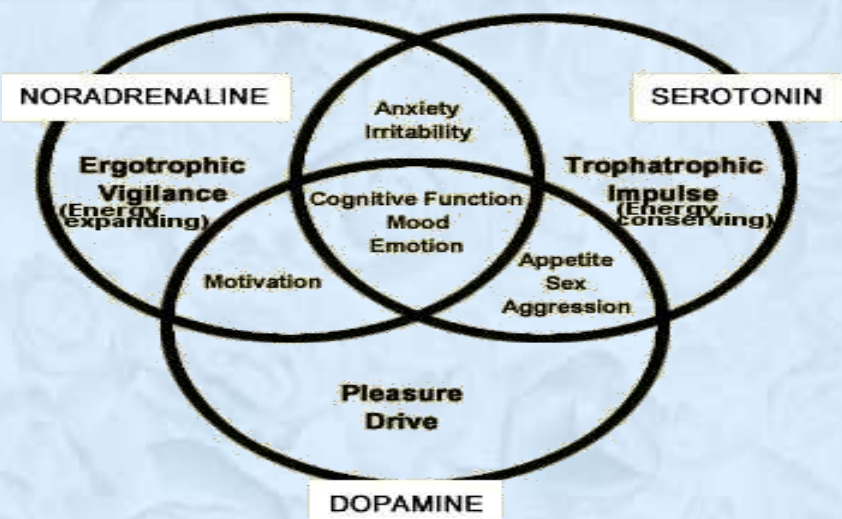 NORADRENALINE
SEROTONIN
Anxiety
Irritability
Ergotrophic
Vigilance
(Energy
expanding)
Trophatrophic
Impulse
(Energy
conserving)
Cognitive Function
Mood
Emotion
Motivation
Appetite
Sex
Aggression
Pleasure
Drive
DOPAMINE